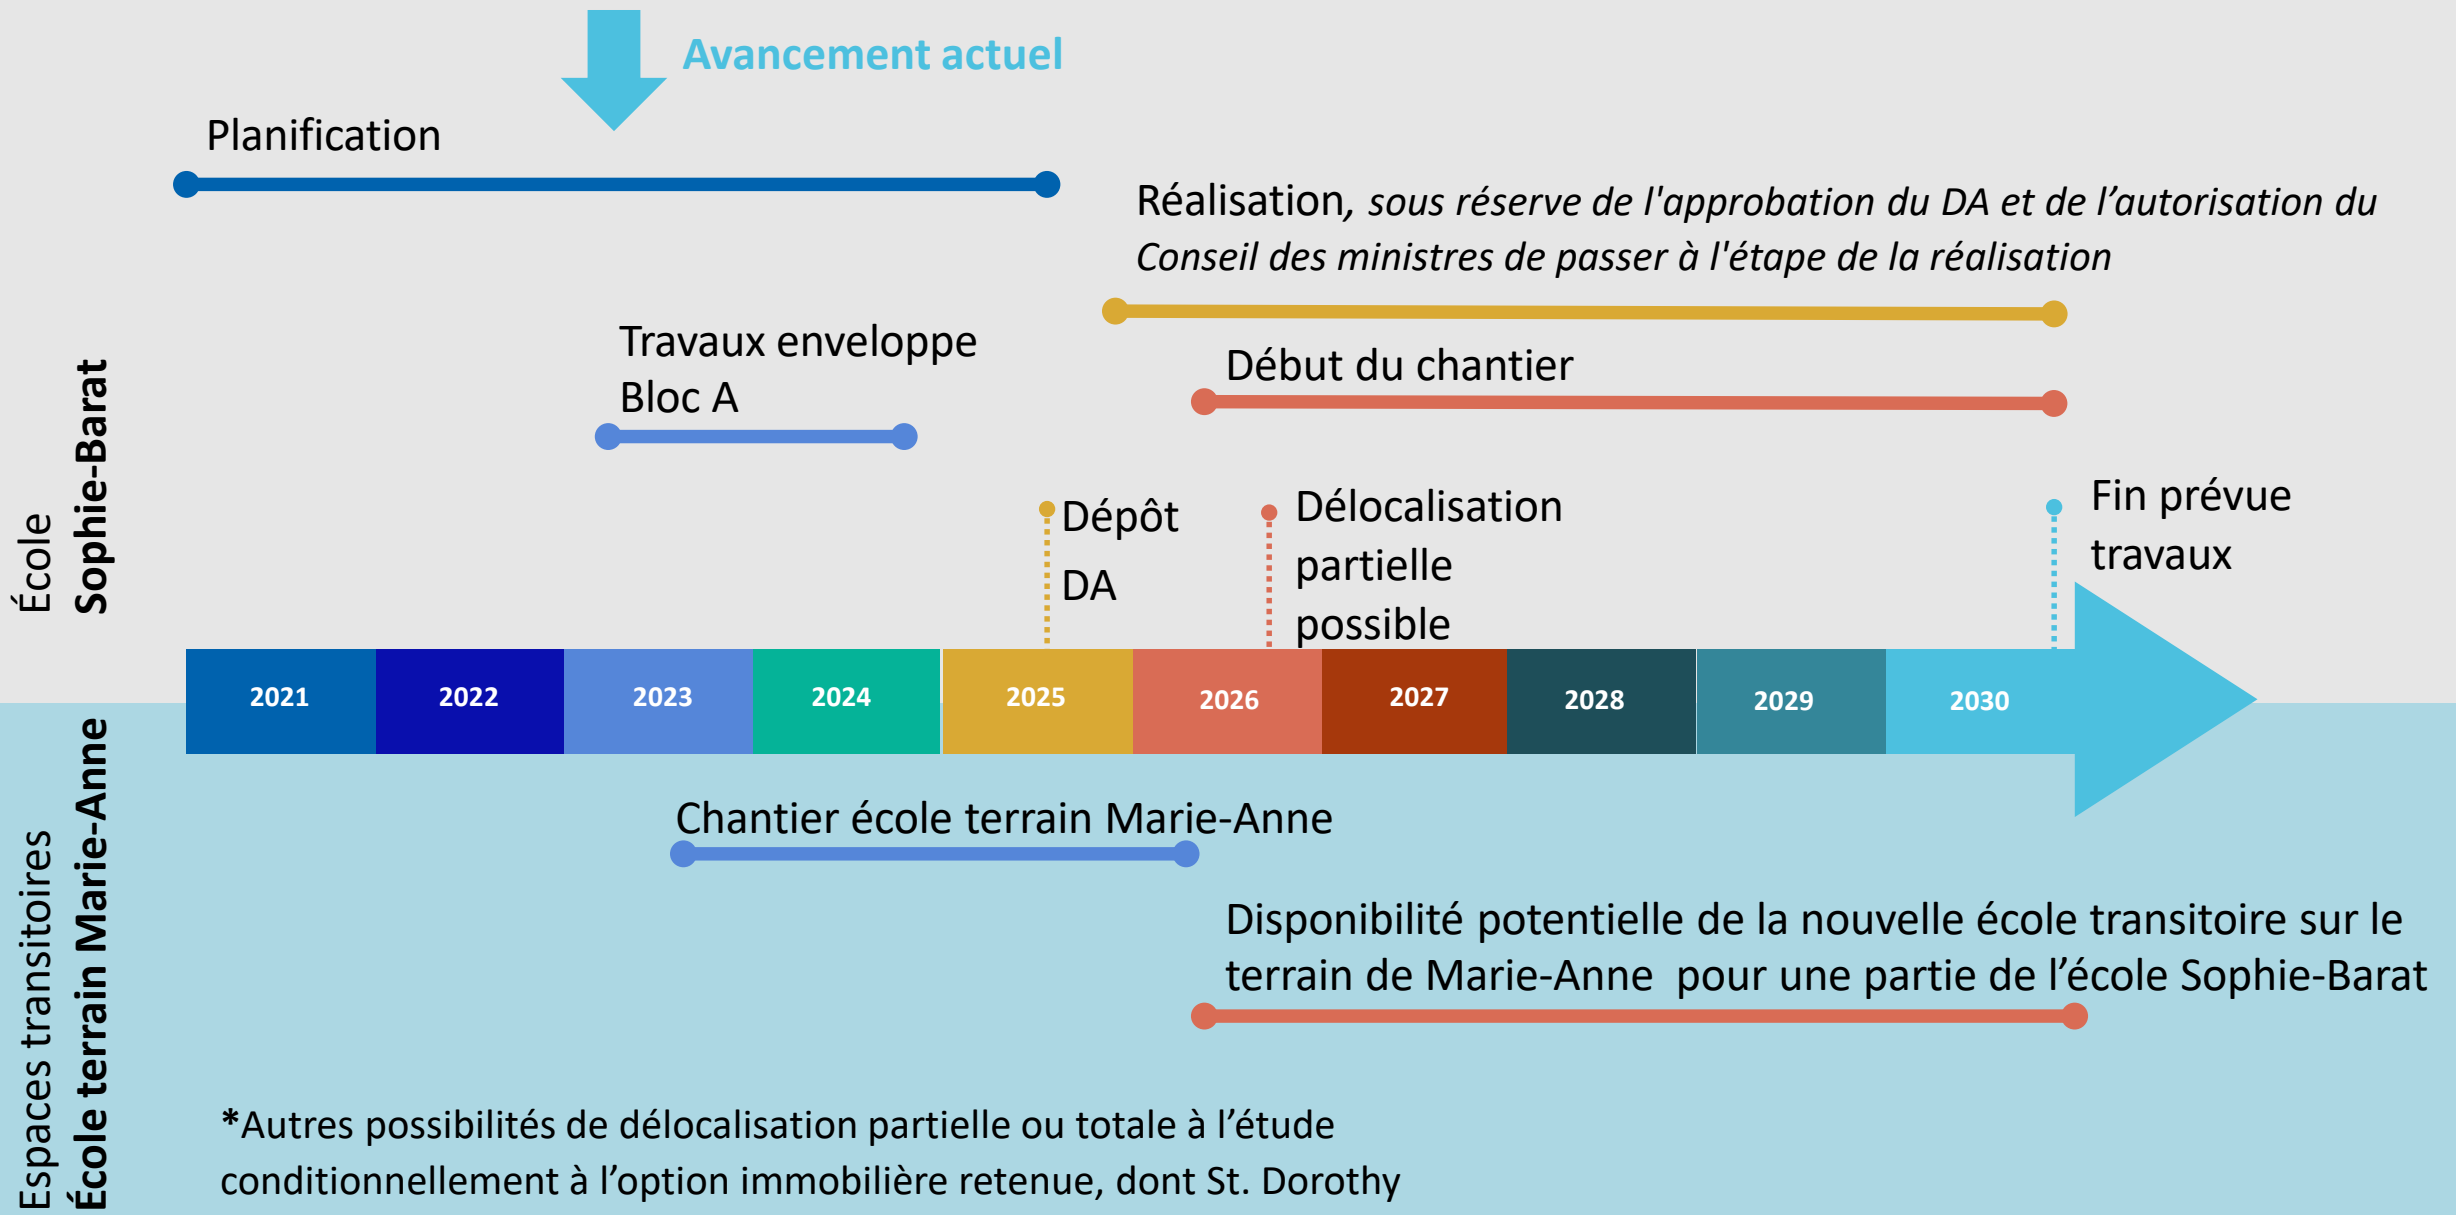 Avancement actuel
Planification
Réalisation, sous réserve de l'approbation du DA et de l’autorisation du
Conseil des ministres de passer à l'étape de la réalisation
Travaux enveloppe
Bloc A
Début du chantier
École
Sophie-Barat
Dépôt
DA
Délocalisation
partielle
possible
Fin prévue
travaux
2021
2022
2023
2024
2025
2026
2027
2028
2029
2030
Espaces transitoires
École terrain Marie-Anne
Chantier école terrain Marie-Anne
Disponibilité potentielle de la nouvelle école transitoire sur le
terrain de Marie-Anne pour une partie de l’école Sophie-Barat
*Autres possibilités de délocalisation partielle ou totale à l’étude
conditionnellement à l’option immobilière retenue, dont St. Dorothy